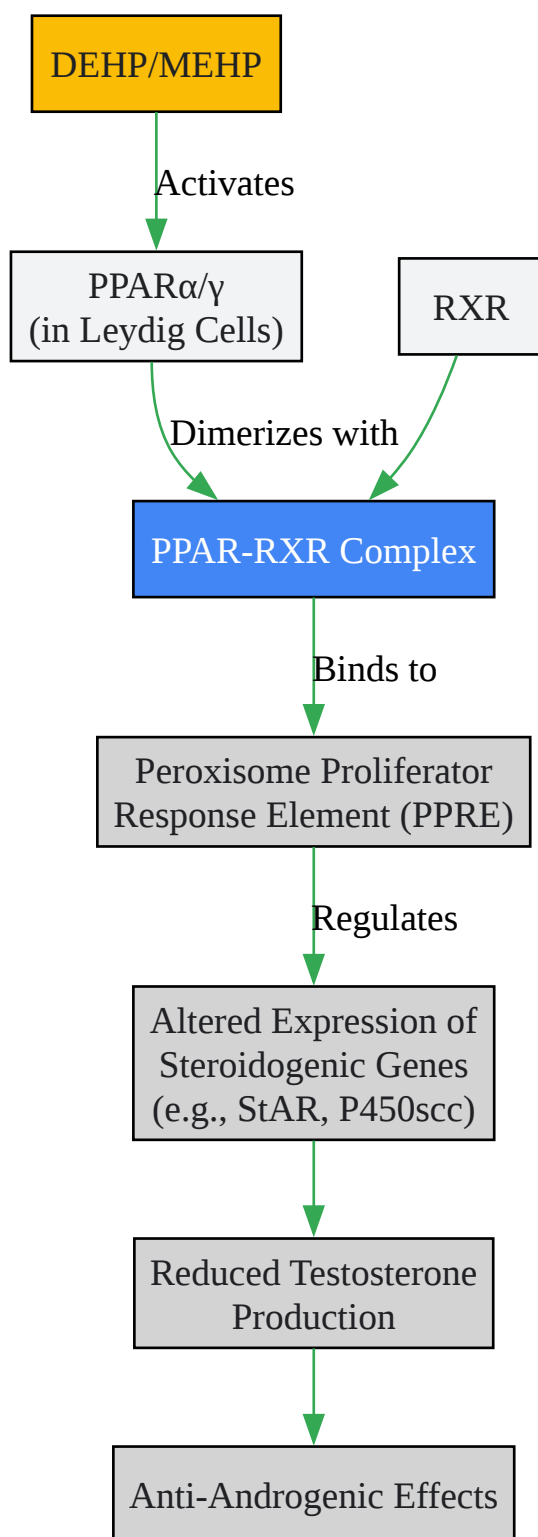 DEHP/MEHP
Activates
PPARα/γ
(in Leydig Cells)
RXR
Dimerizes with
PPAR-RXR Complex
Binds to
Peroxisome Proliferator
Response Element (PPRE)
Regulates
Altered Expression of
Steroidogenic Genes
(e.g., StAR, P450scc)
Reduced Testosterone
Production
Anti-Androgenic Effects